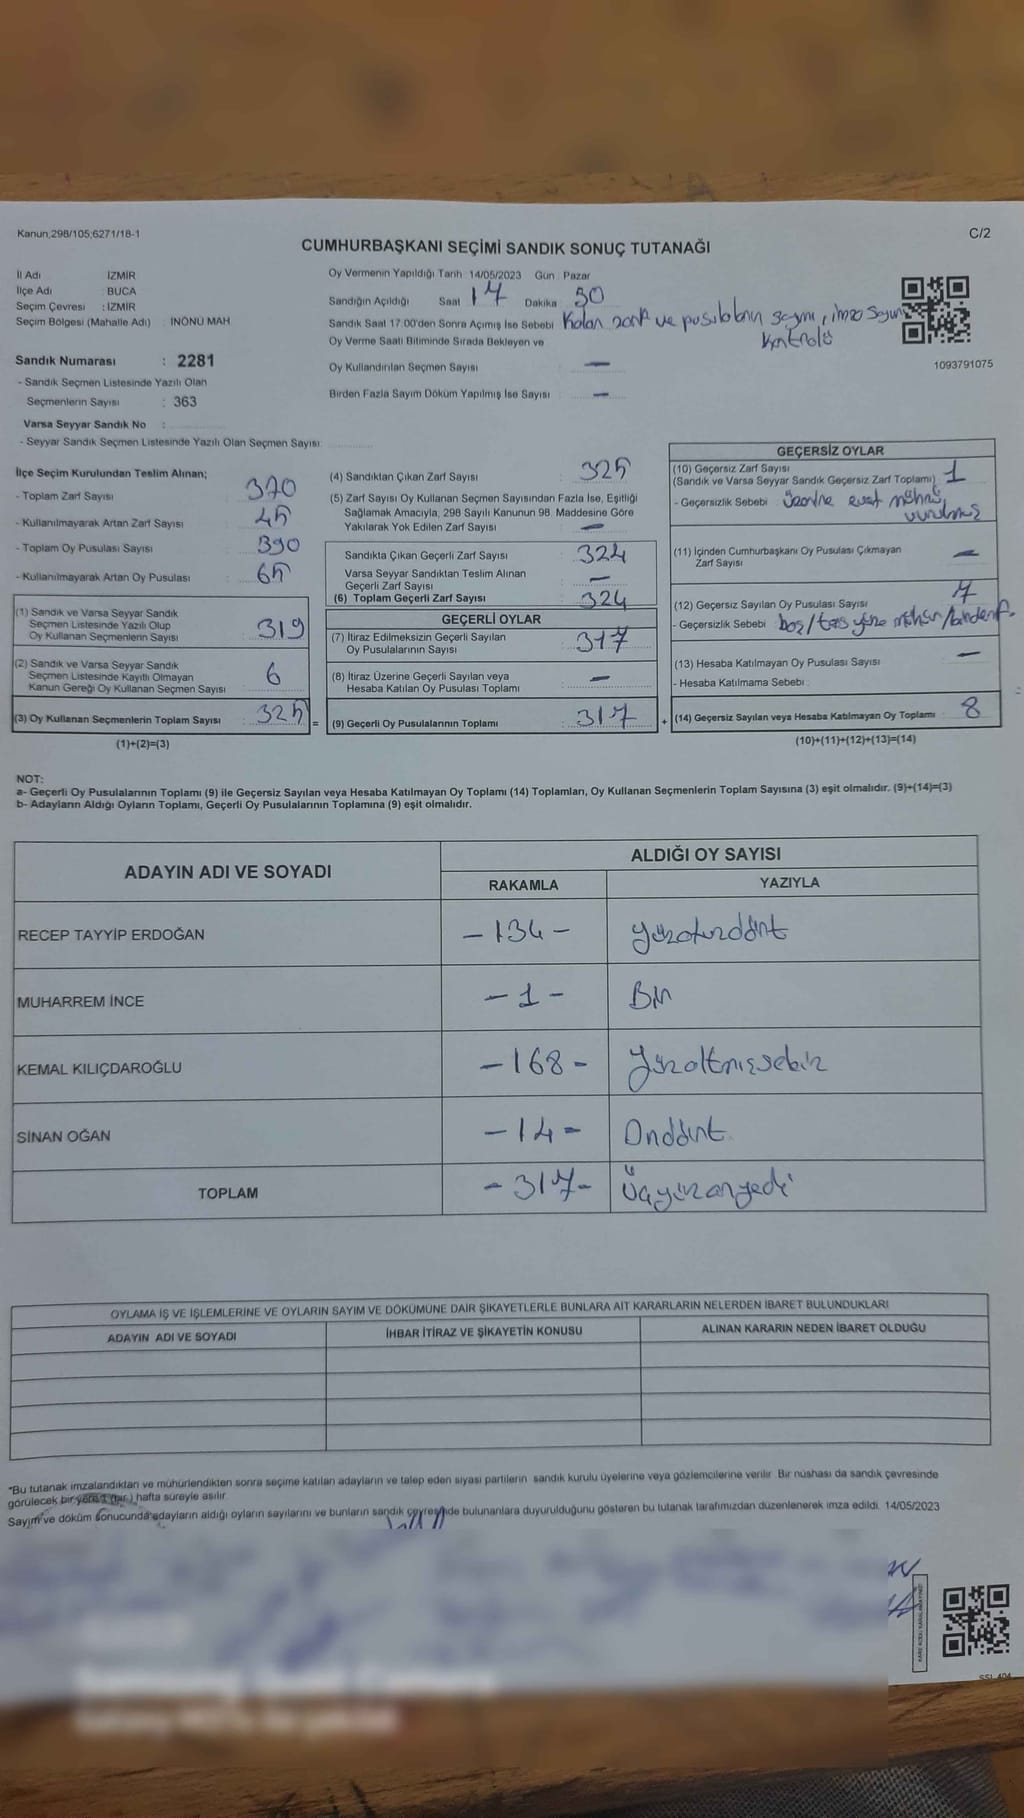 Kanun;298/105;6271/18-1
C/2
CUMHURBAŞKANI SEÇİMİ SANDIK SONUÇ TUTANAĞI
İl Adı : İZMİR
İlçe Adı : BUCA
Seçim Çevresi : İZMİR
Seçim Bölgesi (Mahalle Adı) : İNÖNÜ MAH
Sandık Numarası : 2281
- Sandık Seçmen Listesinde Yazılı Olan
Seçmenlerin Sayısı : 363
Varsa Seyyar Sandık No :
- Seyyar Sandık Seçmen Listesinde Yazılı Olan Seçmen Sayısı:
Oy Vermenin Yapıldığı Tarih :14/05/2023 Gün : Pazar
Sandığın Açıldığı Saat 17 Dakika 30
Sandık Saat 17:00'den Sonra Açımış İse Sebebi Kalan zarf ve pusulaların sayımı, imza sayım
Kontrolü
Oy Verme Saati Bitiminde Sırada Bekleyen ve
Oy Kullandırılan Seçmen Sayısı : —
Birden Fazla Sayım Döküm Yapılmış İse Sayısı : —
1093791075
İlçe Seçim Kurulundan Teslim Alınan;
- Toplam Zarf Sayısı : 370
- Kullanılmayarak Artan Zarf Sayısı : 45
- Toplam Oy Pusulası Sayısı : 390
- Kullanılmayarak Artan Oy Pusulası : 65
(1) Sandık ve Varsa Seyyar Sandık
Seçmen Listesinde Yazılı Olup
Oy Kullanan Seçmenlerin Sayısı : 319
(2) Sandık ve Varsa Seyyar Sandık
Seçmen Listesinde Kayıtlı Olmayan
Kanun Gereği Oy Kullanan Seçmen Sayısı : 6
(3) Oy Kullanan Seçmenlerin Toplam Sayısı : 325 =
(1)+(2)=(3)
(4) Sandıktan Çıkan Zarf Sayısı : 325
(5) Zarf Sayısı Oy Kullanan Seçmen Sayısından Fazla İse, Eşitliği
Sağlamak Amacıyla, 298 Sayılı Kanunun 98. Maddesine Göre
Yakılarak Yok Edilen Zarf Sayısı : —
Sandıkta Çıkan Geçerli Zarf Sayısı : 324
Varsa Seyyar Sandıktan Teslim Alınan
Geçerli Zarf Sayısı : —
(6) Toplam Geçerli Zarf Sayısı : 324
GEÇERLİ OYLAR
(7) İtiraz Edilmeksizin Geçerli Sayılan
Oy Pusulalarının Sayısı : 317
(8) İtiraz Üzerine Geçerli Sayılan veya
Hesaba Katılan Oy Pusulası Toplamı : —
(9) Geçerli Oy Pusulalarının Toplamı : 317 +
GEÇERSİZ OYLAR
(10) Geçersiz Zarf Sayısı
(Sandık ve Varsa Seyyar Sandık Geçersiz Zarf Toplamı) : 1
- Geçersizlik Sebebi : üzerine evet mührü
vurulmuş
(11) İçinden Cumhurbaşkanı Oy Pusulası Çıkmayan
Zarf Sayısı : —
(12) Geçersiz Sayılan Oy Pusulası Sayısı : 7
- Geçersizlik Sebebi : boş/ters yüze mühür/birden f.
(13) Hesaba Katılmayan Oy Pusulası Sayısı : —
- Hesaba Katılmama Sebebi :
(14) Geçersiz Sayılan veya Hesaba Katılmayan Oy Toplamı : 8
(10)+(11)+(12)+(13)=(14)
NOT:
a- Geçerli Oy Pusulalarının Toplamı (9) ile Geçersiz Sayılan veya Hesaba Katılmayan Oy Toplamı (14) Toplamları, Oy Kullanan Seçmenlerin Toplam Sayısına (3) eşit olmalıdır. (9)+(14)=(3)
b- Adayların Aldığı Oyların Toplamı, Geçerli Oy Pusulalarının Toplamına (9) eşit olmalıdır.
ADAYIN ADI VE SOYADI
ALDIĞI OY SAYISI
RAKAMLA YAZIYLA
RECEP TAYYİP ERDOĞAN -134- yüzotuzdört
MUHARREM İNCE -1- Bir
KEMAL KILIÇDAROĞLU -168- Yüzaltmışsekiz
SİNAN OĞAN -14- Ondört
TOPLAM -317- üçyüzonyedi
OYLAMA İŞ VE İŞLEMLERİNE VE OYLARIN SAYIM VE DÖKÜMÜNE DAİR ŞİKAYETLERLE BUNLARA AİT KARARLARIN NELERDEN İBARET BULUNDUKLARI
ADAYIN ADI VE SOYADI İHBAR İTİRAZ VE ŞİKAYETİN KONUSU ALINAN KARARIN NEDEN İBARET OLDUĞU
*Bu tutanak imzalandıktan ve mühürlendikten sonra seçime katılan adayların ve talep eden siyasi partilerin sandık kurulu üyelerine veya gözlemcilerine verilir. Bir nüshası da sandık çevresinde
görülecek bir yere 1 (bir) hafta süreyle asılır.
Sayım ve döküm sonucunda adayların aldığı oyların sayılarını ve bunların sandık çevresinde bulunanlara duyurulduğunu gösteren bu tutanak tarafımızdan düzenlenerek imza edildi. 14/05/2023